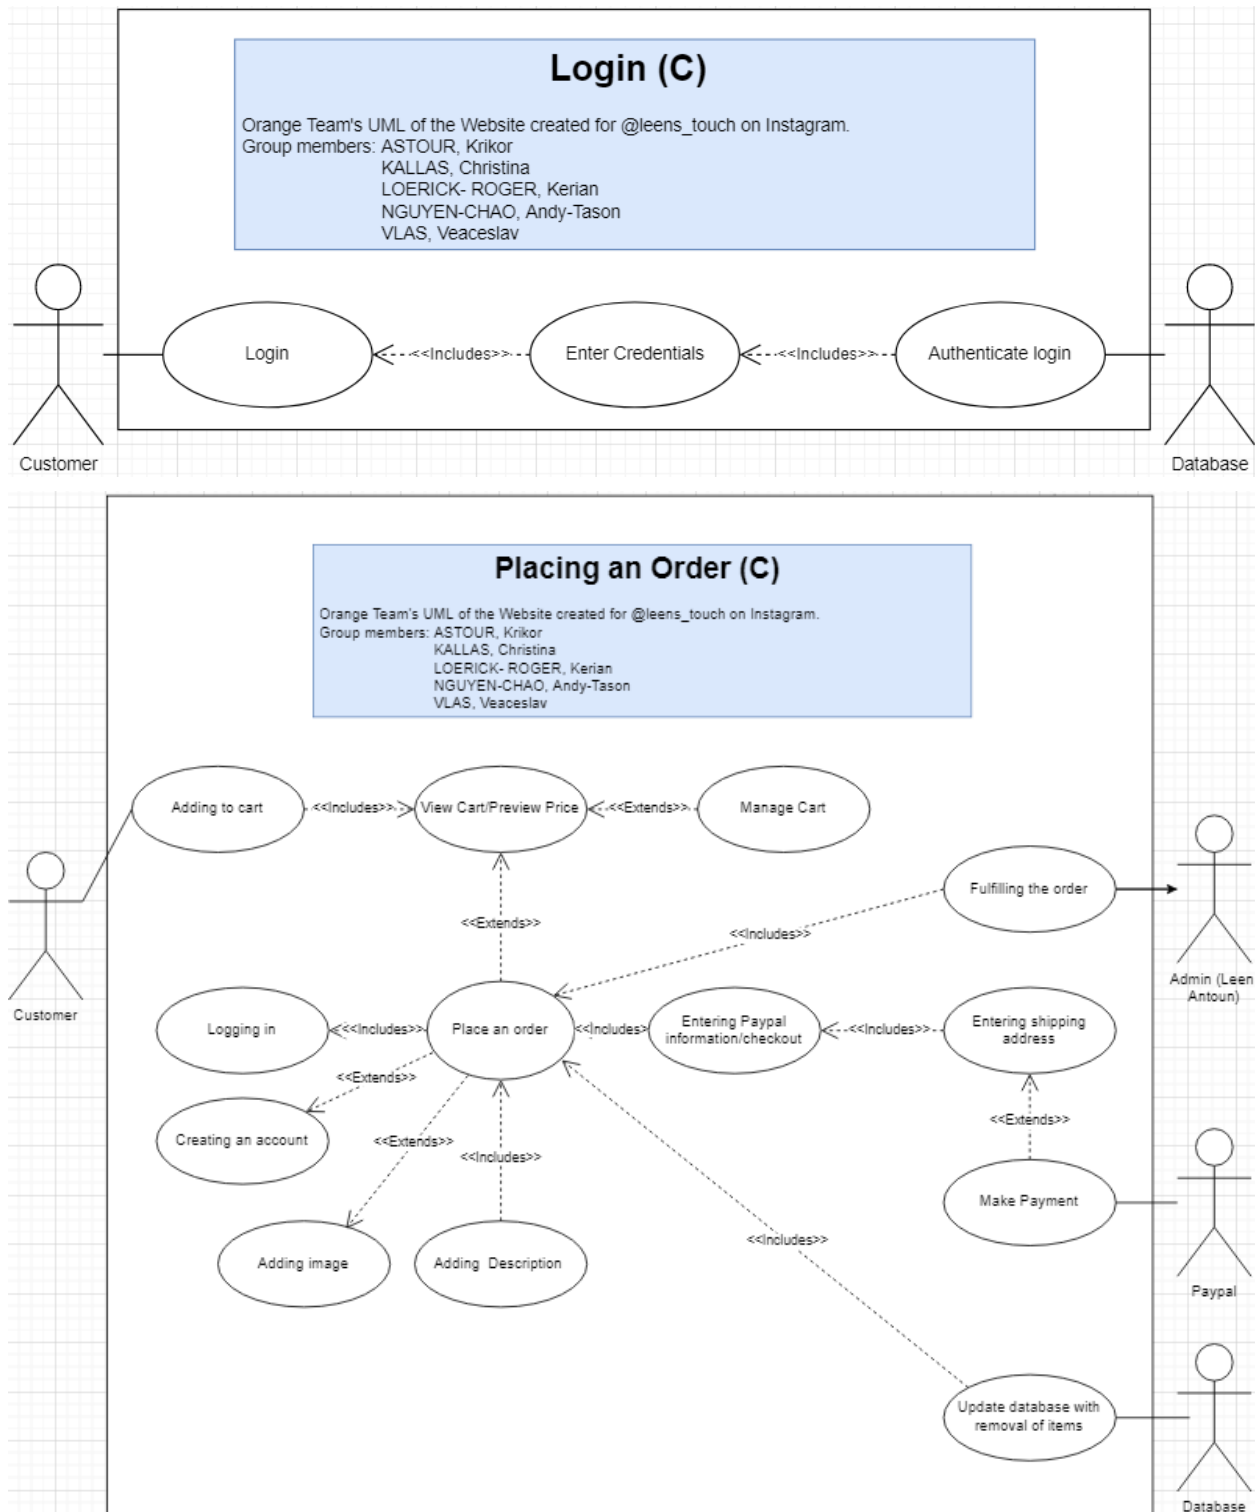 Login (C)
Orange Team's UML of the Website created for @leens_touch on Instagram.
Group members: ASTOUR, Krikor
KALLAS, Christina
LOERICK- ROGER, Kerian
NGUYEN-CHAO, Andy-Tason
VLAS, Veaceslav
Login
<<Includes>>
Enter Credentials
<<Includes>>
Authenticate login
Customer
Database
Placing an Order (C)
Orange Team's UML of the Website created for @leens_touch on Instagram.
Group members: ASTOUR, Krikor
KALLAS, Christina
LOERICK- ROGER, Kerian
NGUYEN-CHAO, Andy-Tason
VLAS, Veaceslav
Adding to cart
<<Includes>>
View Cart/Preview Price
<<Extends>>
Manage Cart
Fulfilling the order
<<Extends>>
<<Includes>>
Admin (Leen
Antoun)
Customer
Logging in
<<Includes>>
Place an order
<<Includes>
Entering Paypal
information/checkout
<<Includes>>
Entering shipping
address
<<Extends>>
<<Extends>>
Creating an account
<<Extends>>
<<Includes>>
Make Payment
<<Includes>>
Adding image
Adding  Description
Paypal
Update database with
removal of items
Database